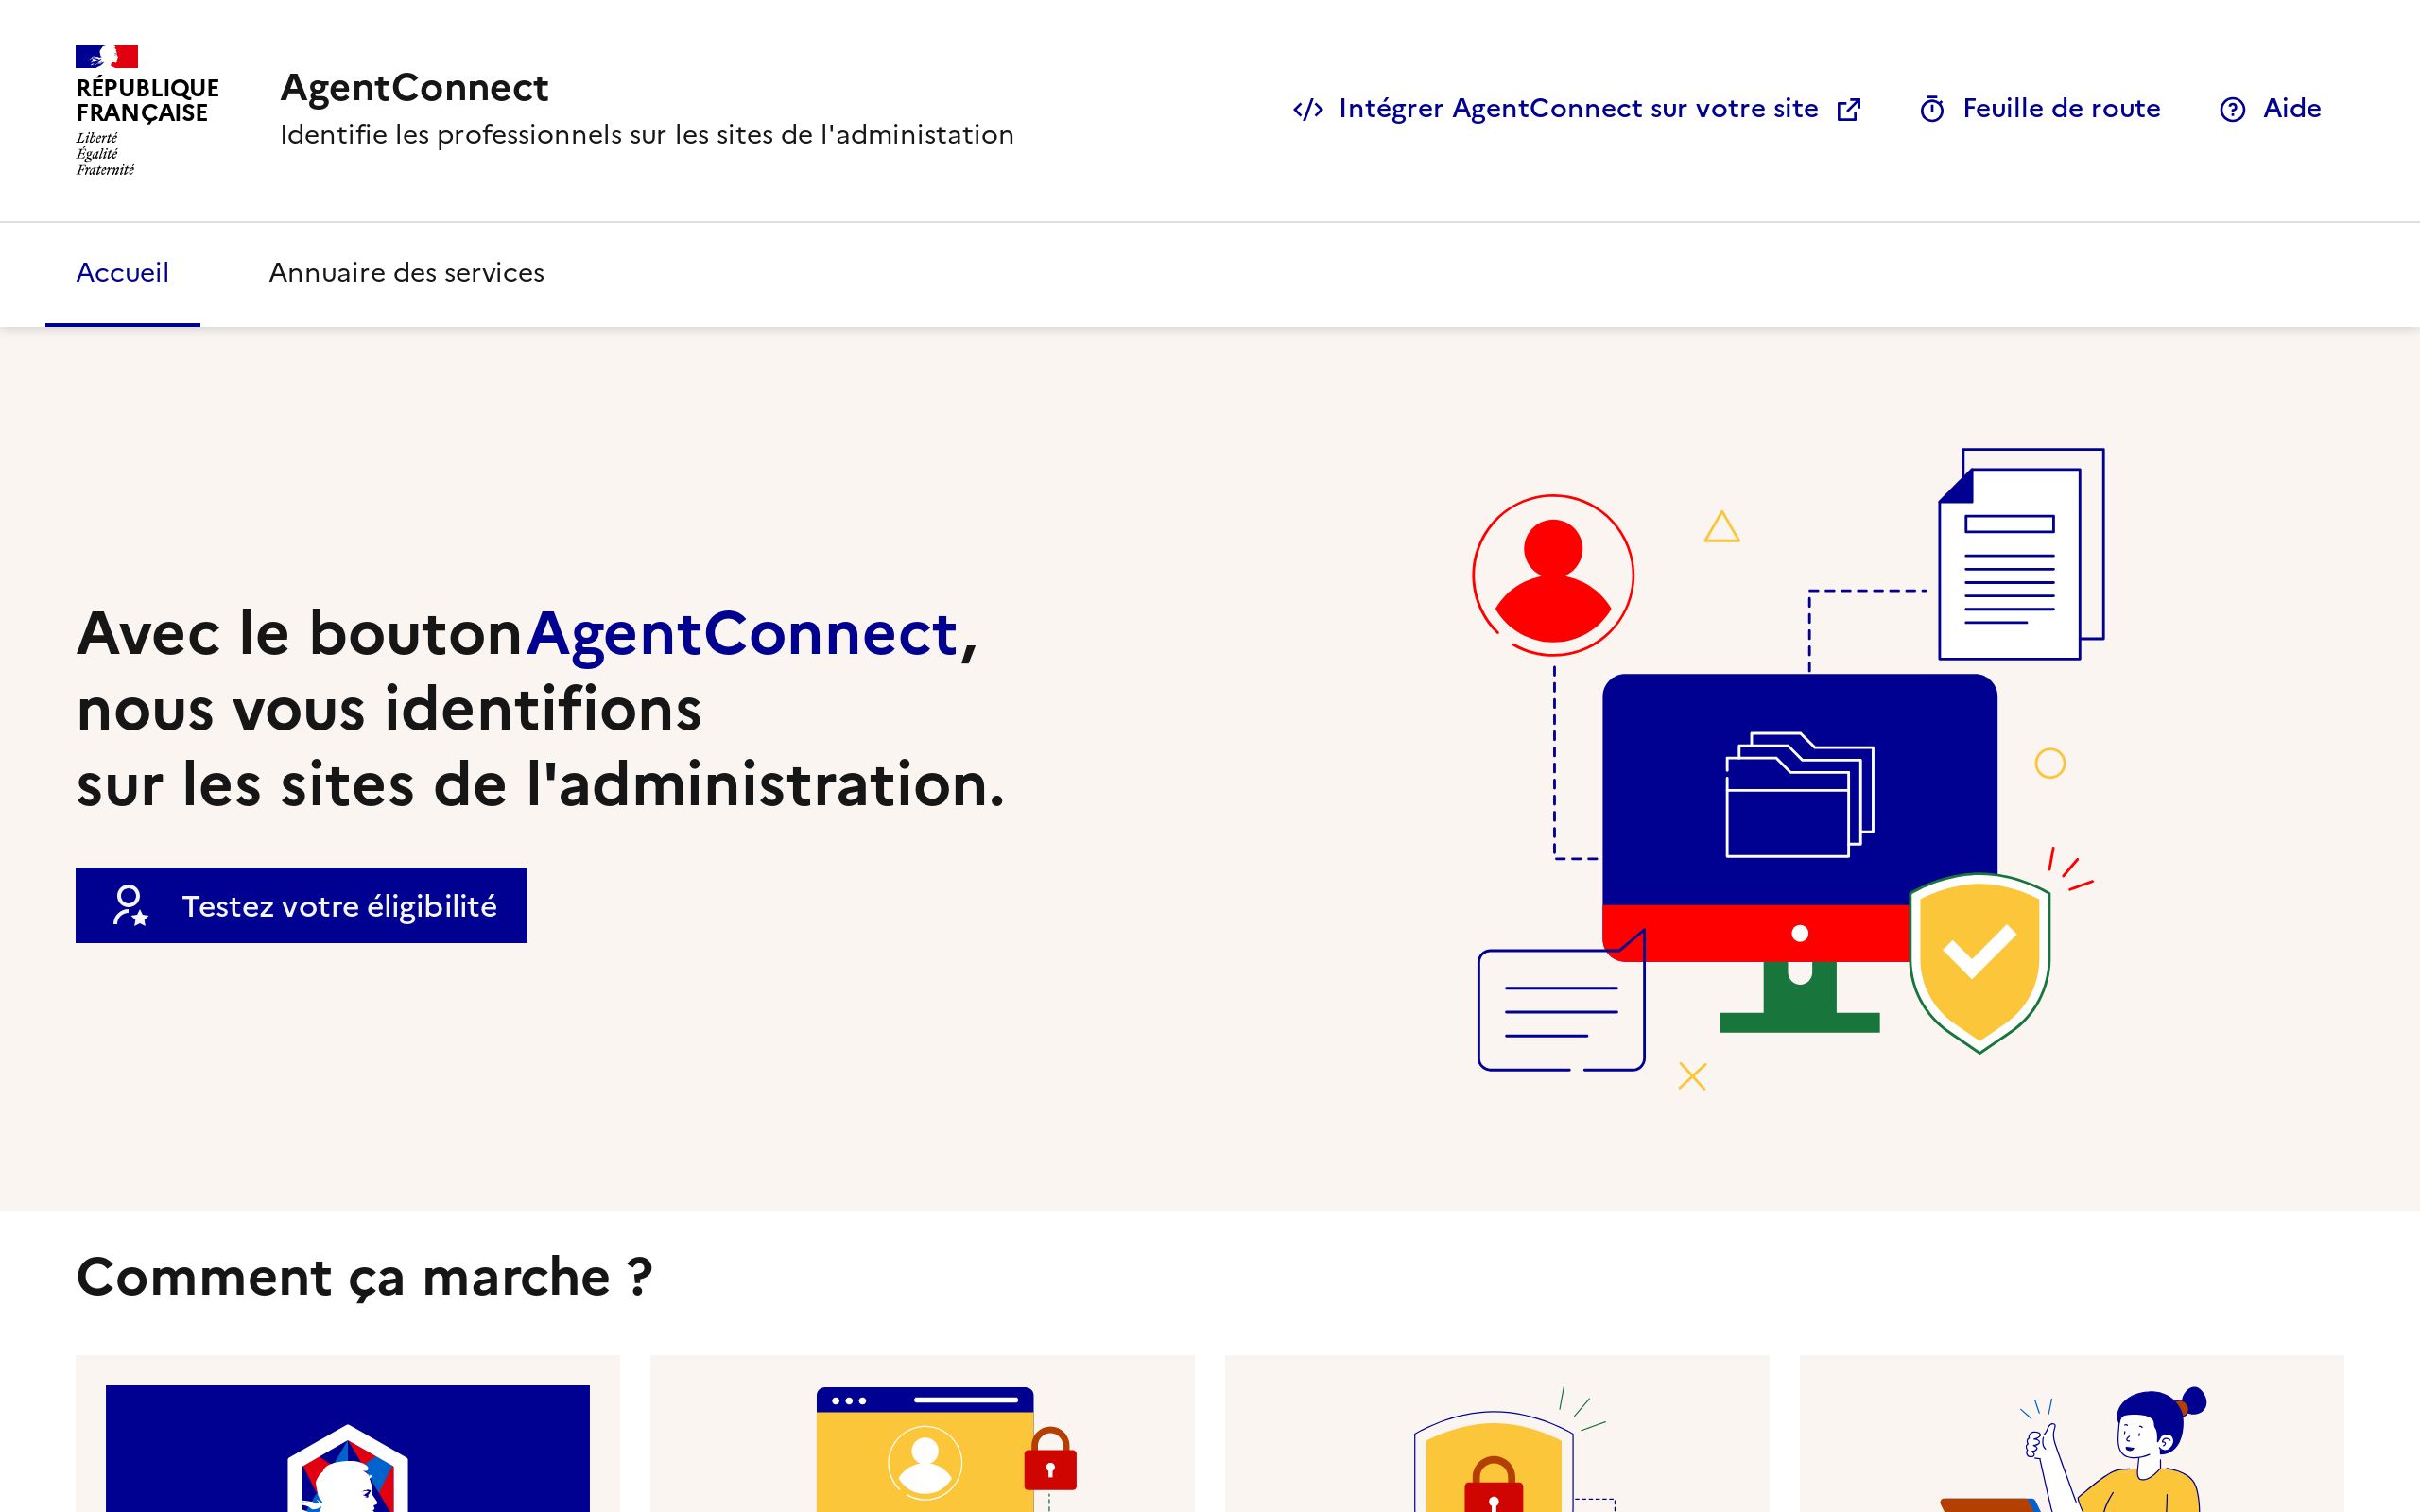 RÉPUBLIQUE
FRANÇAISE
Liberté
Égalité
Fraternité
AgentConnect
Identifie les professionnels sur les sites de l'administation
Intégrer AgentConnect sur votre site
Feuille de route
Aide
Accueil
Annuaire des services
Avec le boutonAgentConnect,
nous vous identifions
sur les sites de l'administration.
Testez votre éligibilité
Comment ça marche ?